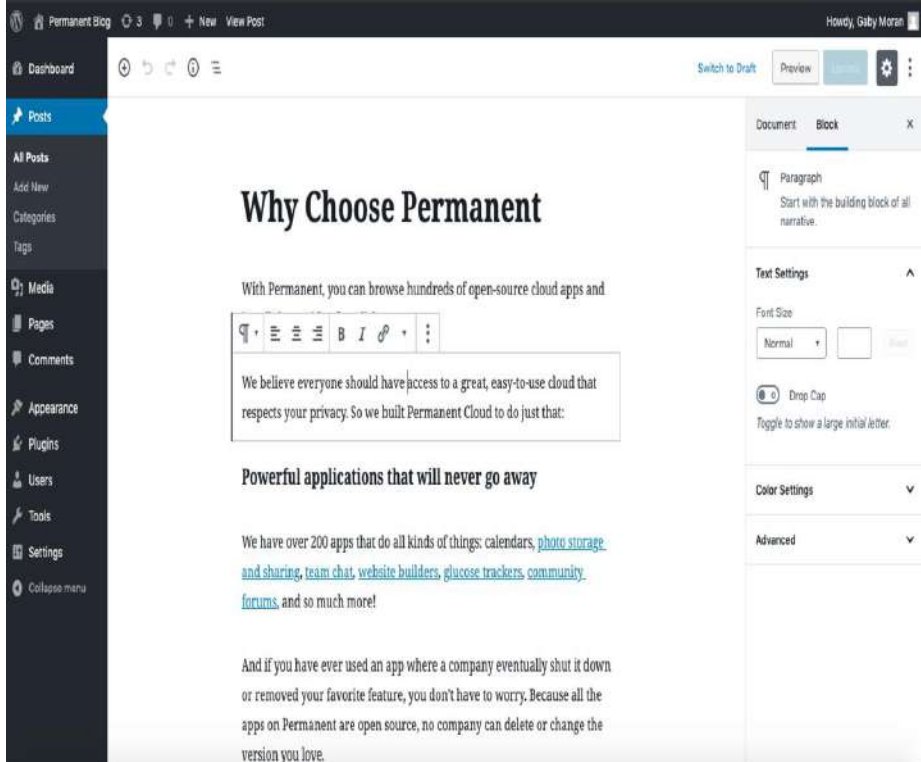 Permanent Blog 3 0 + New View Post Howdy, Gaby Moran
Dashboard
Posts
All Posts
Add New
Categories
Tags
Media
Pages
Comments
Appearance
Plugins
Users
Tools
Settings
Collapse menu
Switch to Draft Preview
Why Choose Permanent
With Permanent, you can browse hundreds of open-source cloud apps and
B I
We believe everyone should have access to a great, easy-to-use cloud that
respects your privacy. So we built Permanent Cloud to do just that:
Powerful applications that will never go away
We have over 200 apps that do all kinds of things: calendars, photo storage
and sharing, team chat, website builders, glucose trackers, community
forums, and so much more!
And if you have ever used an app where a company eventually shut it down
or removed your favorite feature, you don't have to worry. Because all the
apps on Permanent are open source, no company can delete or change the
version you love.
Document Block X
Paragraph
Start with the building block of all
narrative.
Text Settings
Font Size
Normal
Drop Cap
Toggle to show a large initial letter.
Color Settings
Advanced